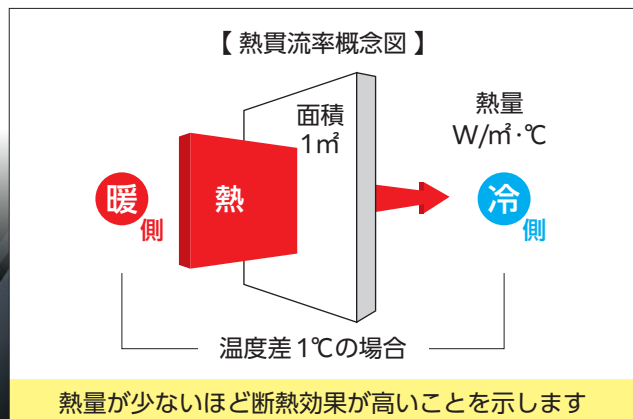 【 熱貫流率概念図 】
面積
1㎡
熱量
W/㎡·℃
暖
側
熱
冷
側
温度差1℃の場合
熱量が少ないほど断熱効果が高いことを示します